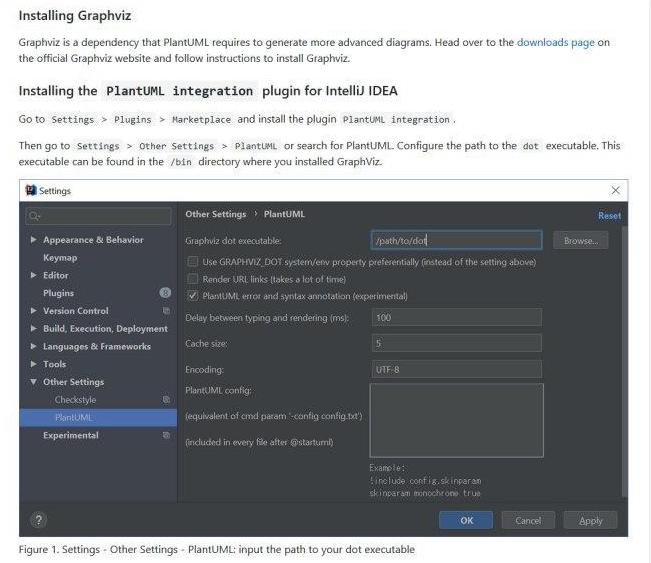 Installing Graphviz
Graphviz is a dependency that PlantUML requires to generate more advanced diagrams. Head over to the downloads page on
the official Graphviz website and follow instructions to install Graphviz.
Installing the PlantUML integration plugin for IntelliJ IDEA
Go to Settings > Plugins > Marketplace and install the plugin PlantUML integration.
Then go to Settings > Other Settings > PlantUML or search for PlantUML. Configure the path to the dot executable. This
executable can be found in the /bin directory where you installed GraphViz.
Settings
Other Settings › PlantUML
Reset
Appearance & Behavior
Keymap
Editor
Plugins 8
Version Control
Build, Execution, Deployment
Languages & Frameworks
Tools
Other Settings
Checkstyle
PlantUML
Experimental
Graphviz dot executable: /path/to/dot Browse...
Use GRAPHVIZ_DOT system/env property preferentially (instead of the setting above)
Render URL links (takes a lot of time)
PlantUML error and syntax annotation (experimental)
Delay between typing and rendering (ms): 100
Cache size: 5
Encoding: UTF-8
PlantUML config:
(equivalent of cmd param '-config config.txt')
(included in every file after @startuml)
Example:
!include config.skinparam
skinparam monochrome true
?
OK Cancel Apply
Figure 1. Settings - Other Settings - PlantUML: input the path to your dot executable